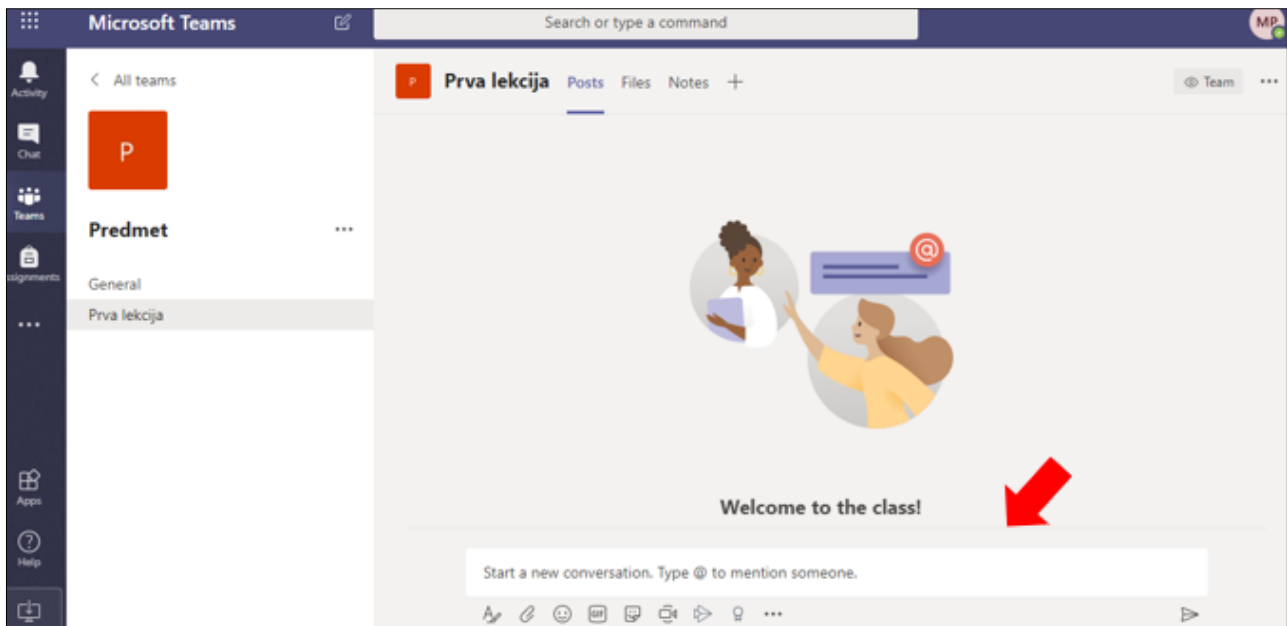 Microsoft Teams
Search or type a command
MP
Activity
Chat
Teams
ssignments
Apps
Help
All teams
P
Predmet
General
Prva lekcija
P
Prva lekcija Posts Files Notes
Team
@
Welcome to the class!
Start a new conversation. Type @ to mention someone.
GIF